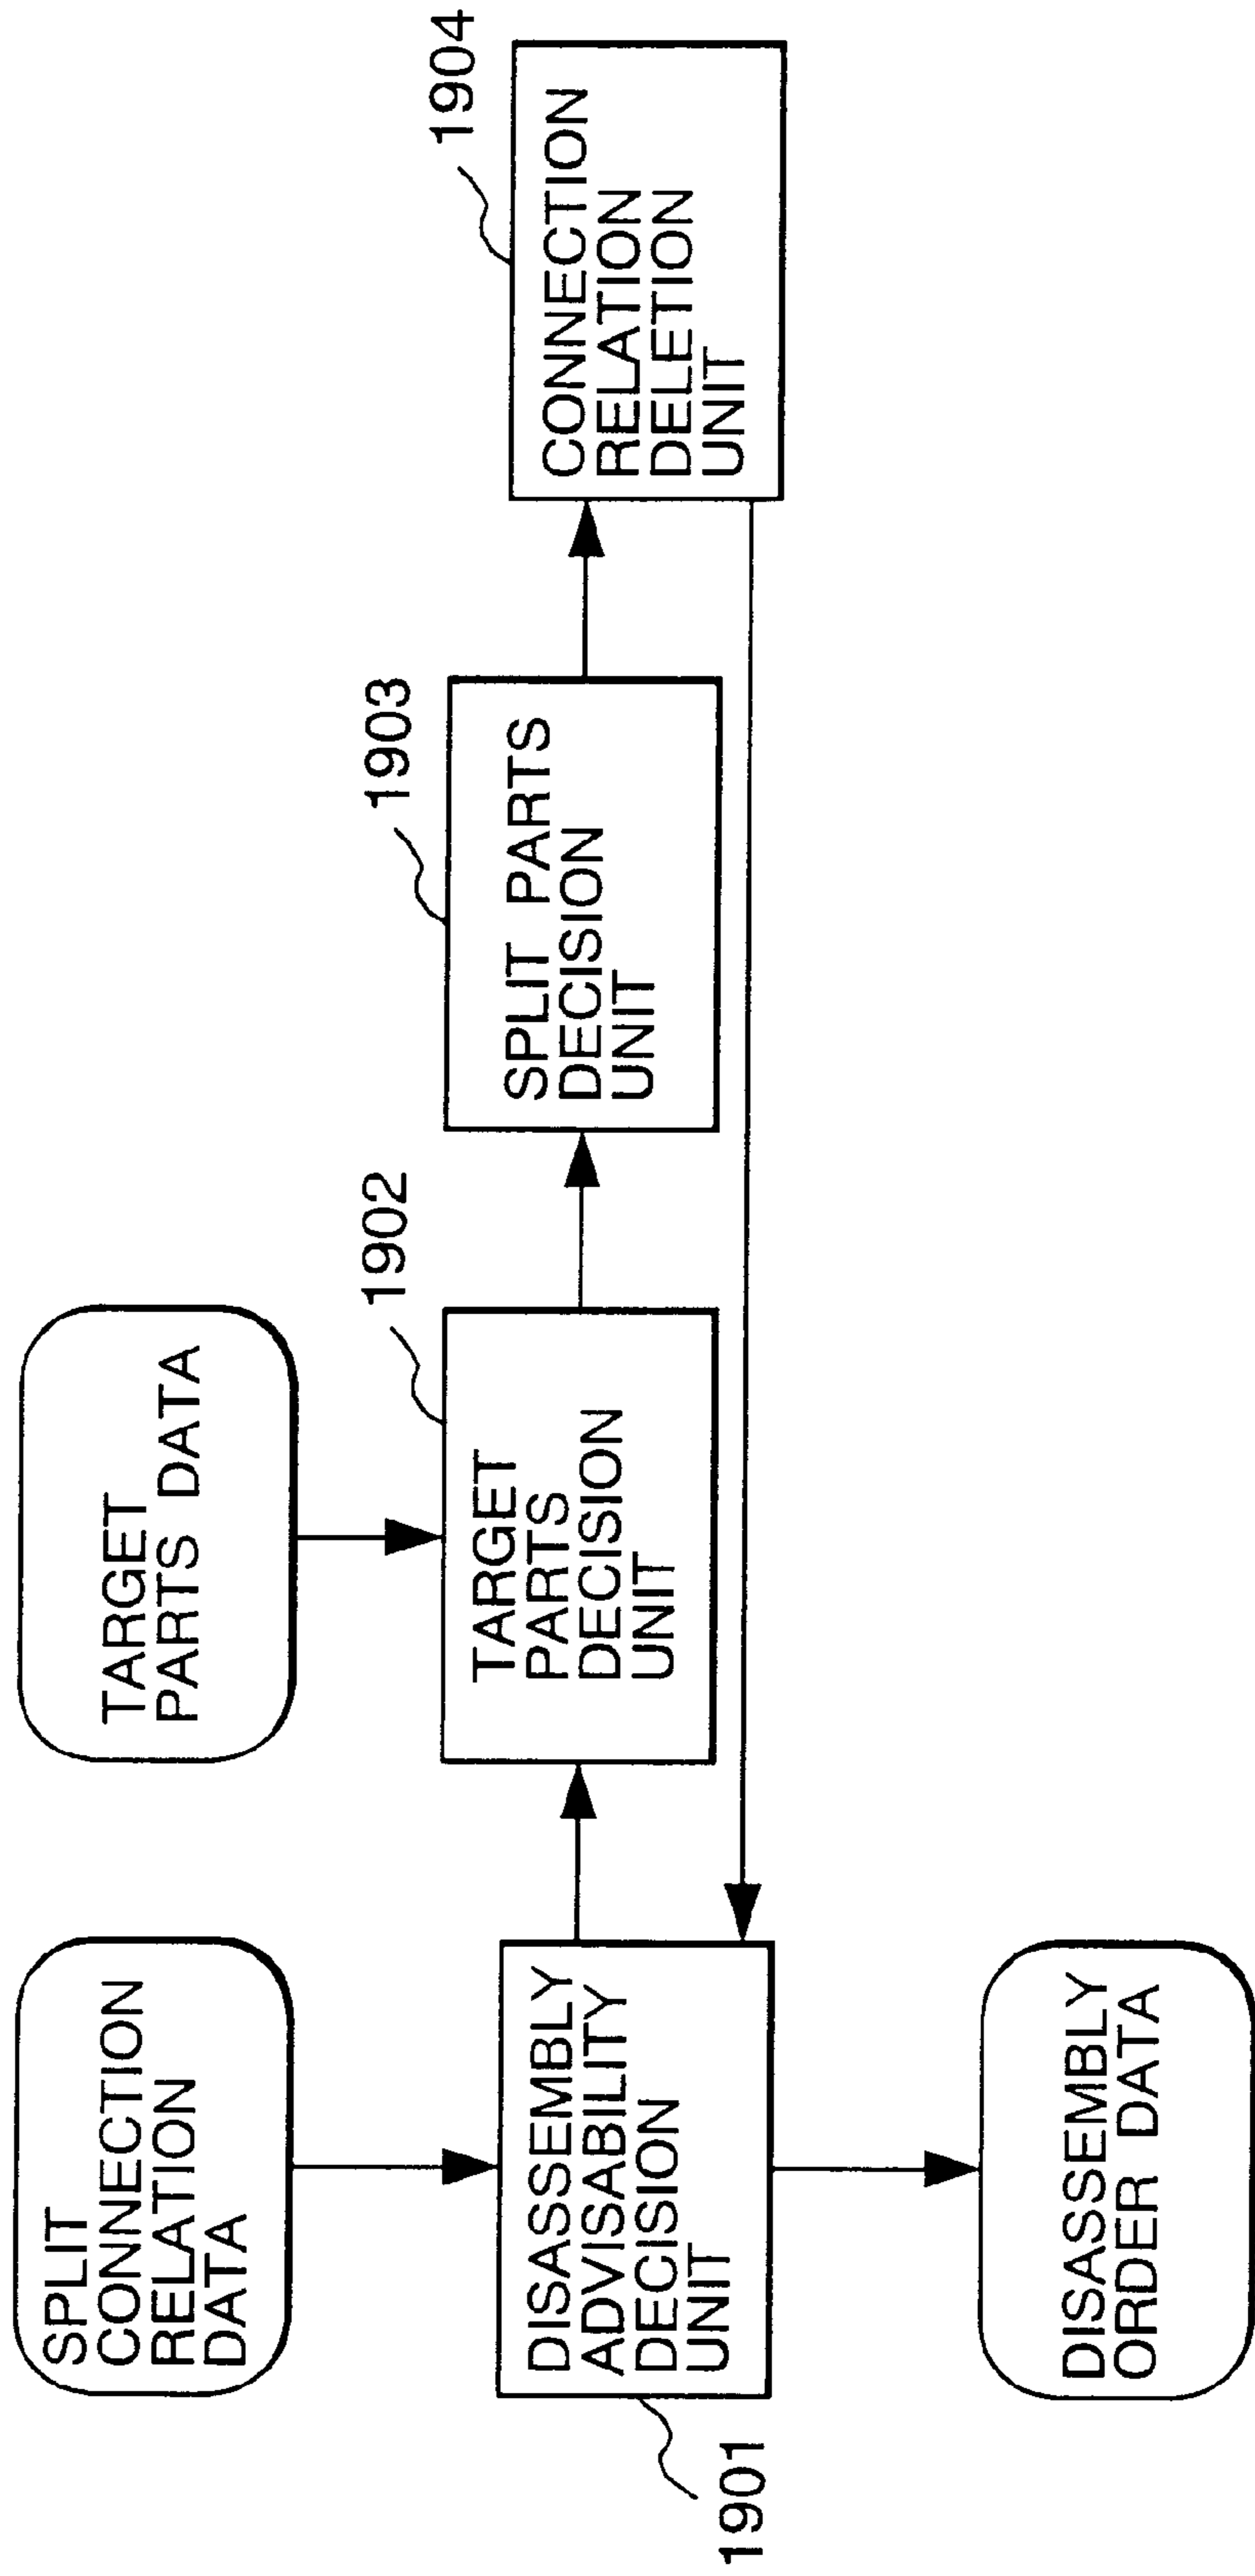 SPLIT
CONNECTION
RELATION
DATA
TARGET
PARTS DATA
1901
DISASSEMBLY
ADVISABILITY
DECISION
UNIT
1902
TARGET
PARTS
DECISION
UNIT
1903
SPLIT PARTS
DECISION
UNIT
1904
CONNECTION
RELATION
DELETION
UNIT
DISASSEMBLY
ORDER DATA